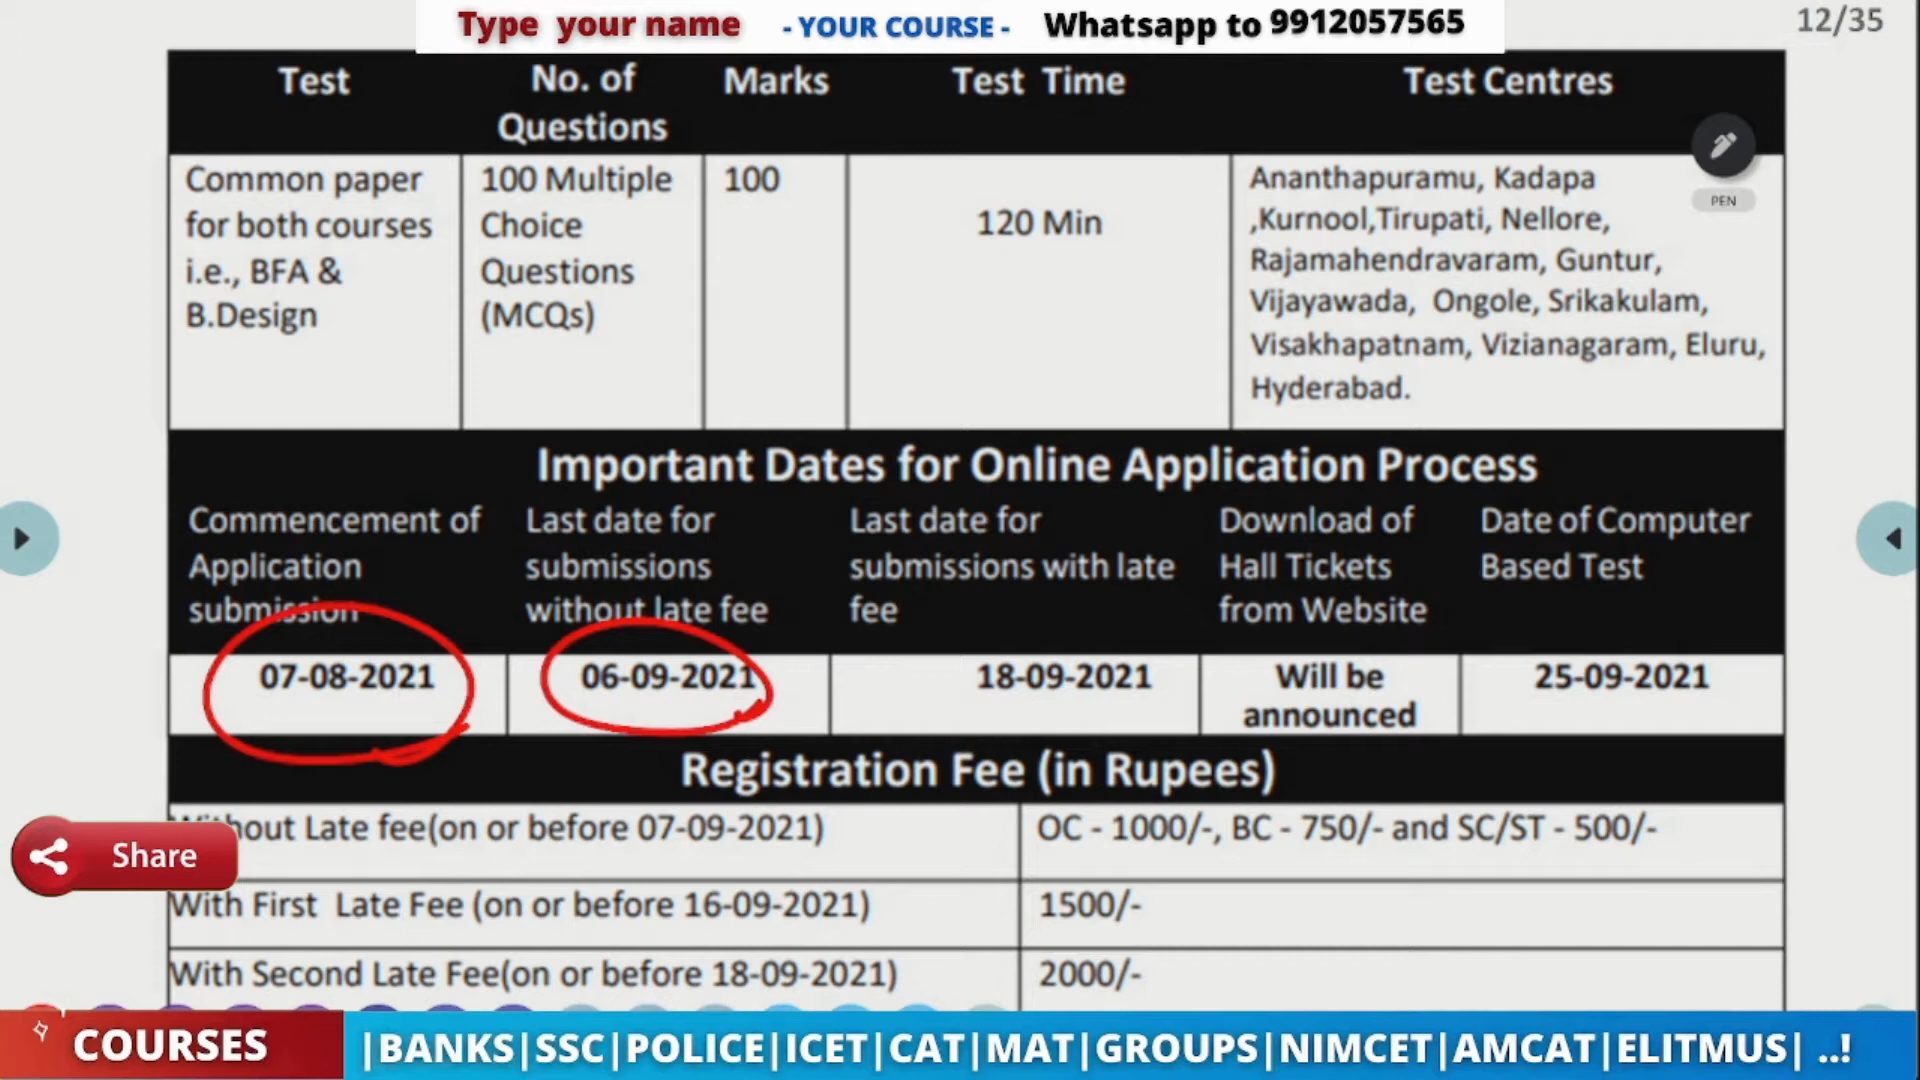 Type your name - YOUR COURSE - Whatsapp to 9912057565
12/35
Test
No. of
Questions
Marks
Test Time
Test Centres
Common paper
for both courses
i.e., BFA &
B.Design
100 Multiple
Choice
Questions
(MCQs)
100
120 Min
Ananthapuramu, Kadapa
,Kurnool,Tirupati, Nellore,
Rajamahendravaram, Guntur,
Vijayawada, Ongole, Srikakulam,
Visakhapatnam, Vizianagaram, Eluru,
Hyderabad.
PEN
Important Dates for Online Application Process
Commencement of
Application
submission
Last date for
submissions
without late fee
Last date for
submissions with late
fee
Download of
Hall Tickets
from Website
Date of Computer
Based Test
07-08-2021
06-09-2021
18-09-2021
Will be
announced
25-09-2021
Registration Fee (in Rupees)
Without Late fee(on or before 07-09-2021)
OC - 1000/-, BC - 750/- and SC/ST - 500/-
Share
With First Late Fee (on or before 16-09-2021)
1500/-
With Second Late Fee(on or before 18-09-2021)
2000/-
COURSES |BANKS|SSC|POLICE|ICET|CAT|MAT|GROUPS|NIMCET|AMCAT|ELITMUS| ..!